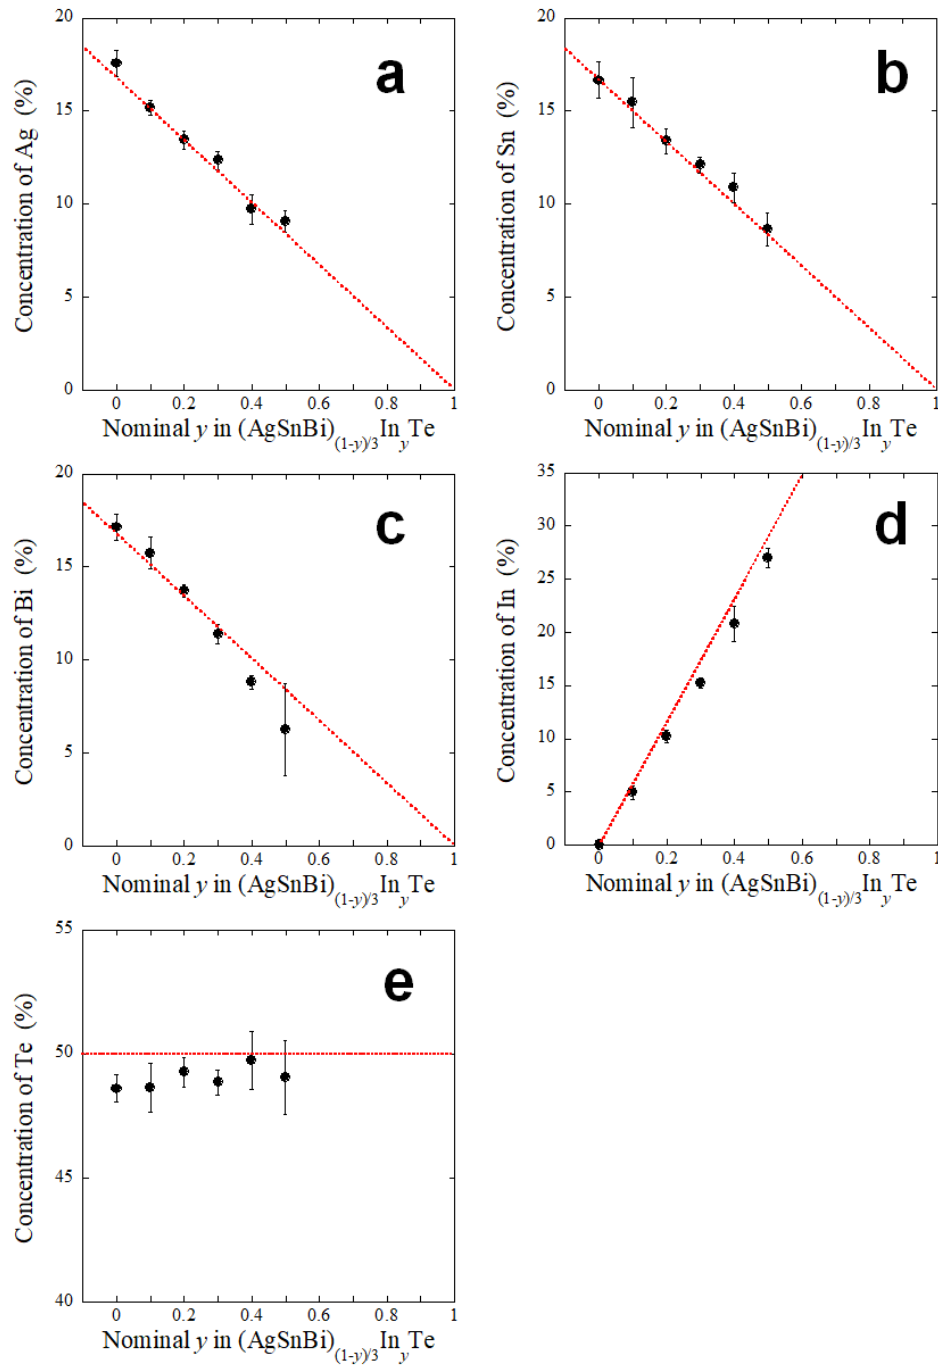 a
Concentration of Ag (%)
20
15
10
5
0
0 0.2 0.4 0.6 0.8 1
Nominal y in (AgSnBi)(1-y)/3InyTe
b
Concentration of Sn (%)
20
15
10
5
0
0 0.2 0.4 0.6 0.8 1
Nominal y in (AgSnBi)(1-y)/3InyTe
c
Concentration of Bi (%)
20
15
10
5
0
0 0.2 0.4 0.6 0.8 1
Nominal y in (AgSnBi)(1-y)/3InyTe
d
Concentration of In (%)
35
30
25
20
15
10
5
0
0 0.2 0.4 0.6 0.8 1
Nominal y in (AgSnBi)(1-y)/3InyTe
e
Concentration of Te (%)
55
50
45
40
0 0.2 0.4 0.6 0.8 1
Nominal y in (AgSnBi)(1-y)/3InyTe